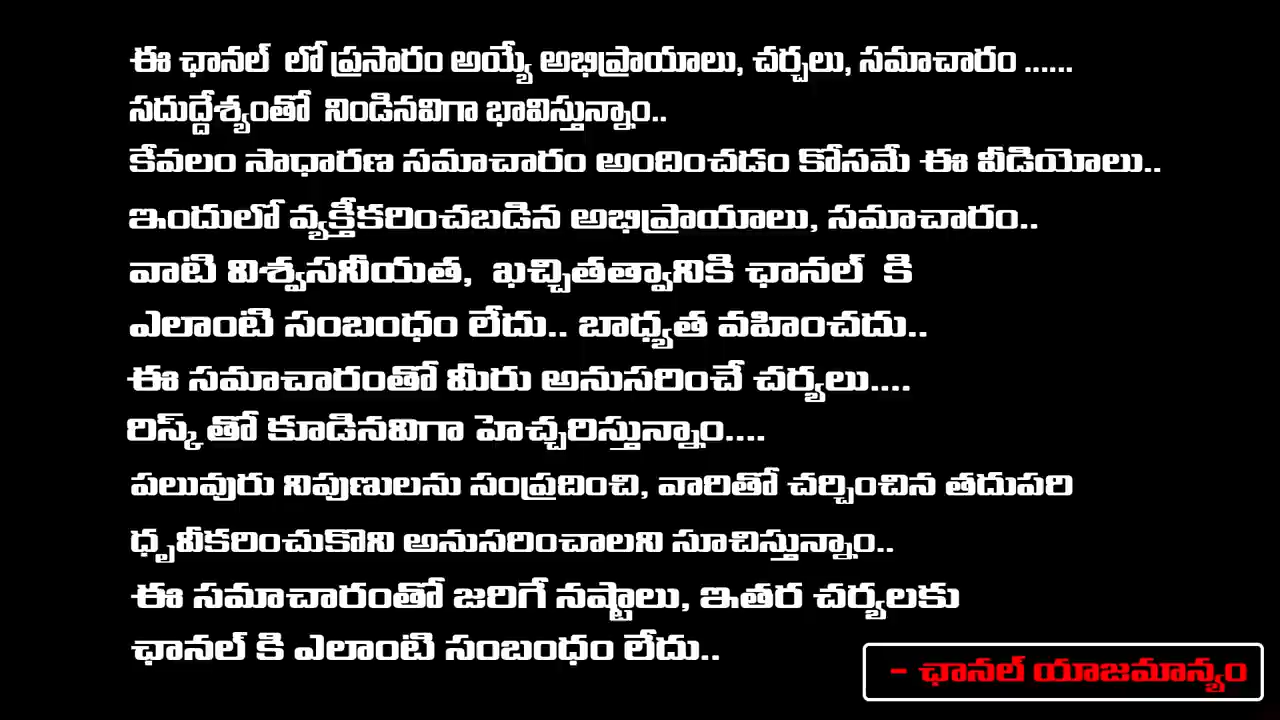 ఈ ఛానల్ లో ప్రసారం అయ్యే అభిప్రాయాలు, చర్చలు, సమాచారం ......
సదుద్దేశ్యంతో నిండినవిగా భావిస్తున్నాం..
కేవలం సాధారణ సమాచారం అందించడం కోసమే ఈ వీడియోలు..
ఇందులో వ్యక్తీకరించబడిన అభిప్రాయాలు, సమాచారం..
వాటి విశ్వసనీయత, ఖచ్చితత్వానికి ఛానల్ కి
ఎలాంటి సంబంధం లేదు.. బాధ్యత వహించదు..
ఈ సమాచారంతో మీరు అనుసరించే చర్యలు....
రిస్క్ తో కూడినవిగా హెచ్చరిస్తున్నాం....
పలువురు నిపుణులను సంప్రదించి, వారితో చర్చించిన తదుపరి
ధృవీకరించుకొని అనుసరించాలని సూచిస్తున్నాం..
ఈ సమాచారంతో జరిగే నష్టాలు, ఇతర చర్యలకు
ఛానల్ కి ఎలాంటి సంబంధం లేదు..
- ఛానల్ యాజమాన్యం